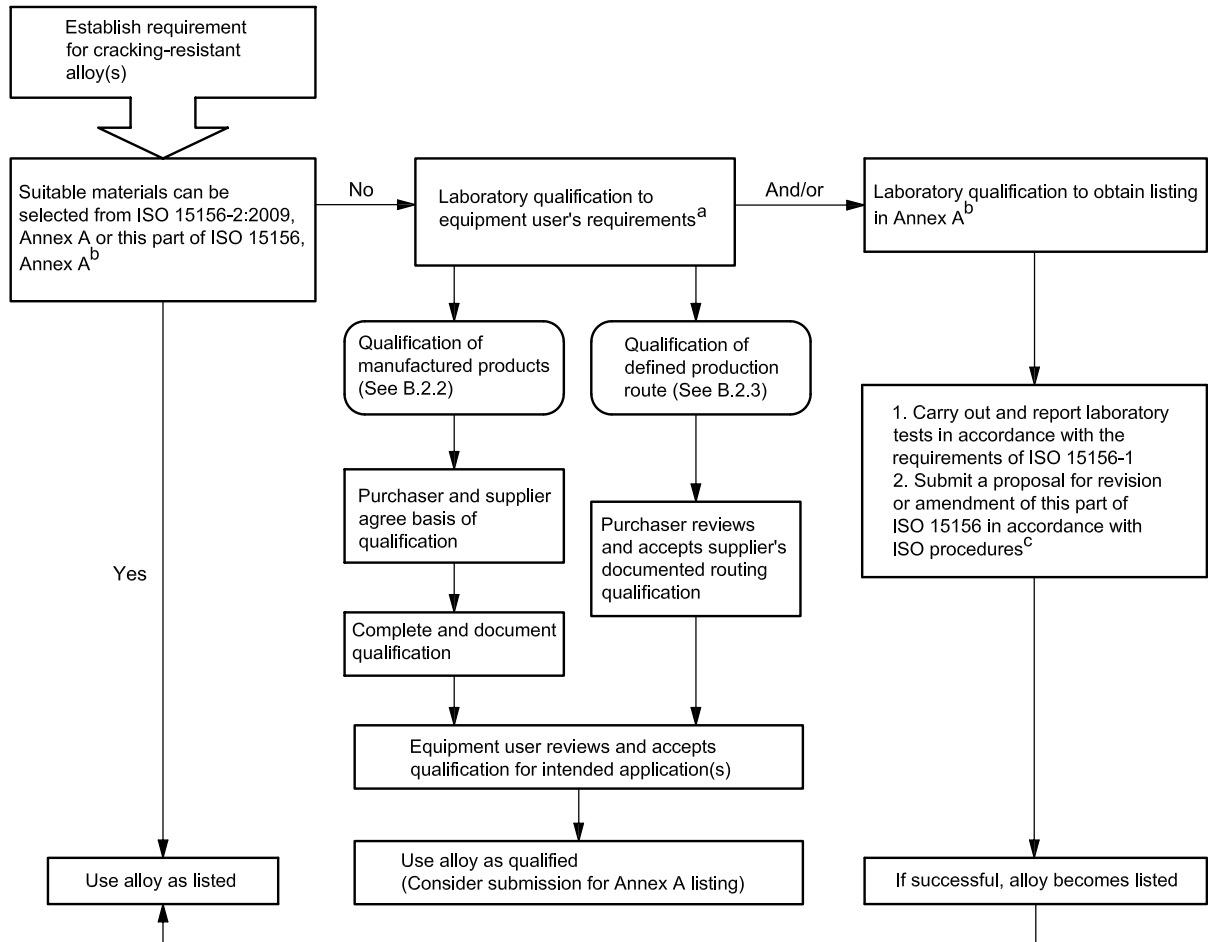 Establish requirement
for cracking-resistant
alloy(s)
Suitable materials can be
selected from ISO 15156-2:2009,
Annex A or this part of ISO 15156,
Annex Ab
No
Laboratory qualification to
equipment user's requirementsa
And/or
Laboratory qualification to obtain listing
in Annex Ab
Qualification of
manufactured products
(See B.2.2)
Qualification of
defined production
route (See B.2.3)
1. Carry out and report laboratory
tests in accordance with the
requirements of ISO 15156-1
2. Submit a proposal for revision
or amendment of this part of
ISO 15156 in accordance with
ISO proceduresc
Purchaser and supplier
agree basis of
qualification
Purchaser reviews
and accepts supplier's
documented routing
qualification
Yes
Complete and document
qualification
Equipment user reviews and accepts
qualification for intended application(s)
Use alloy as listed
Use alloy as qualified
(Consider submission for Annex A listing)
If successful, alloy becomes listed